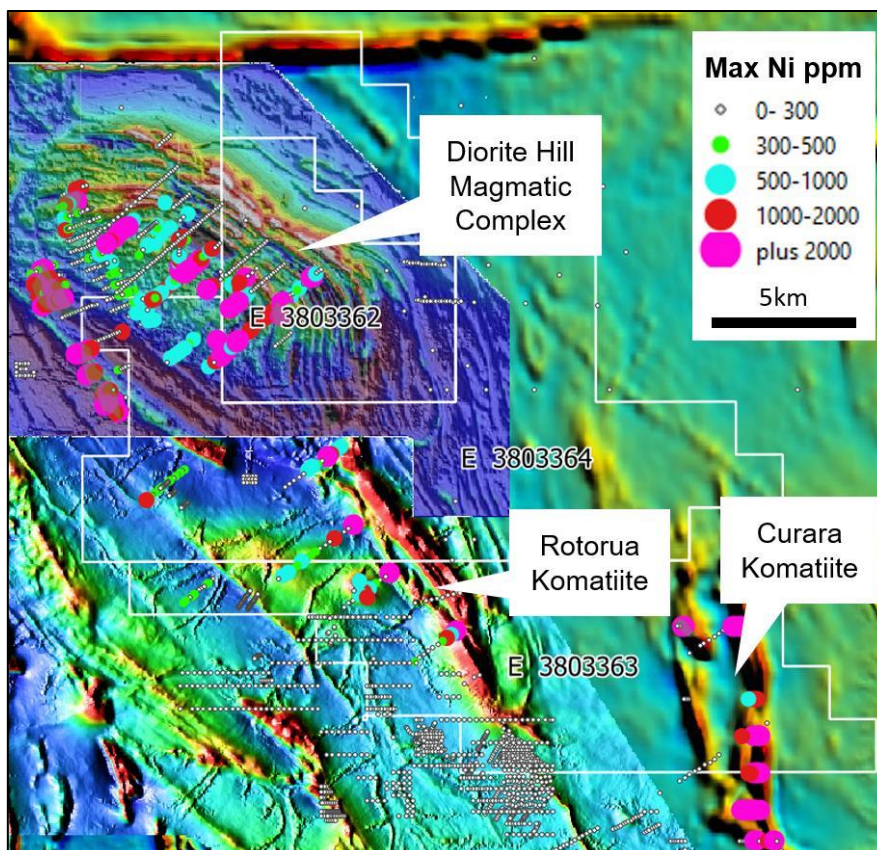 Max Ni ppm
0- 300
300-500
500-1000
1000-2000
plus 2000
5km
Diorite Hill
Magmatic
Complex
E 3803362
E 3803364
Rotorua
Komatiite
Curara
Komatiite
E 3803363